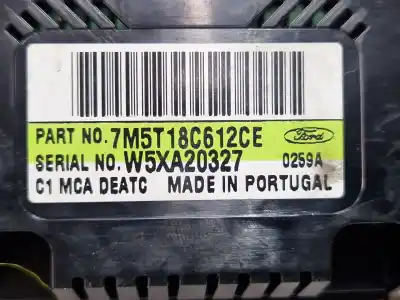 PART NO. 7M5T18C612CE Ford
SERIAL NO. W5XA20327 0259A
C1 MCA DEATC MADE IN PORTUGAL